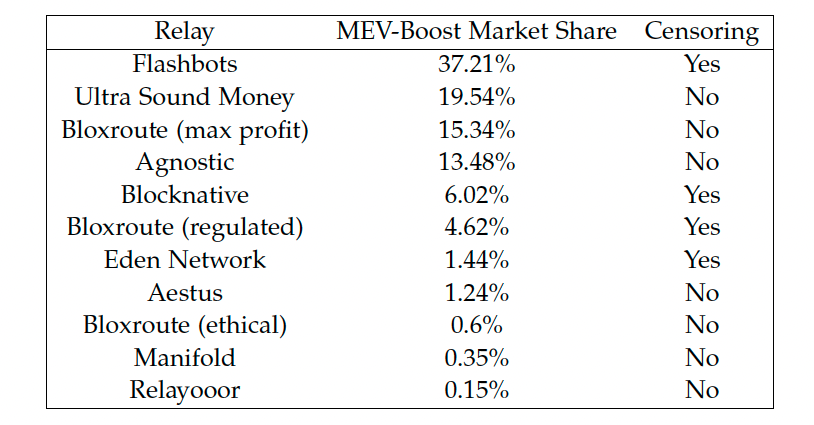 Relay MEV-Boost Market Share Censoring
Flashbots 37.21% Yes
Ultra Sound Money 19.54% No
Bloxroute (max profit) 15.34% No
Agnostic 13.48% No
Blocknative 6.02% Yes
Bloxroute (regulated) 4.62% Yes
Eden Network 1.44% Yes
Aestus 1.24% No
Bloxroute (ethical) 0.6% No
Manifold 0.35% No
Relayooor 0.15% No